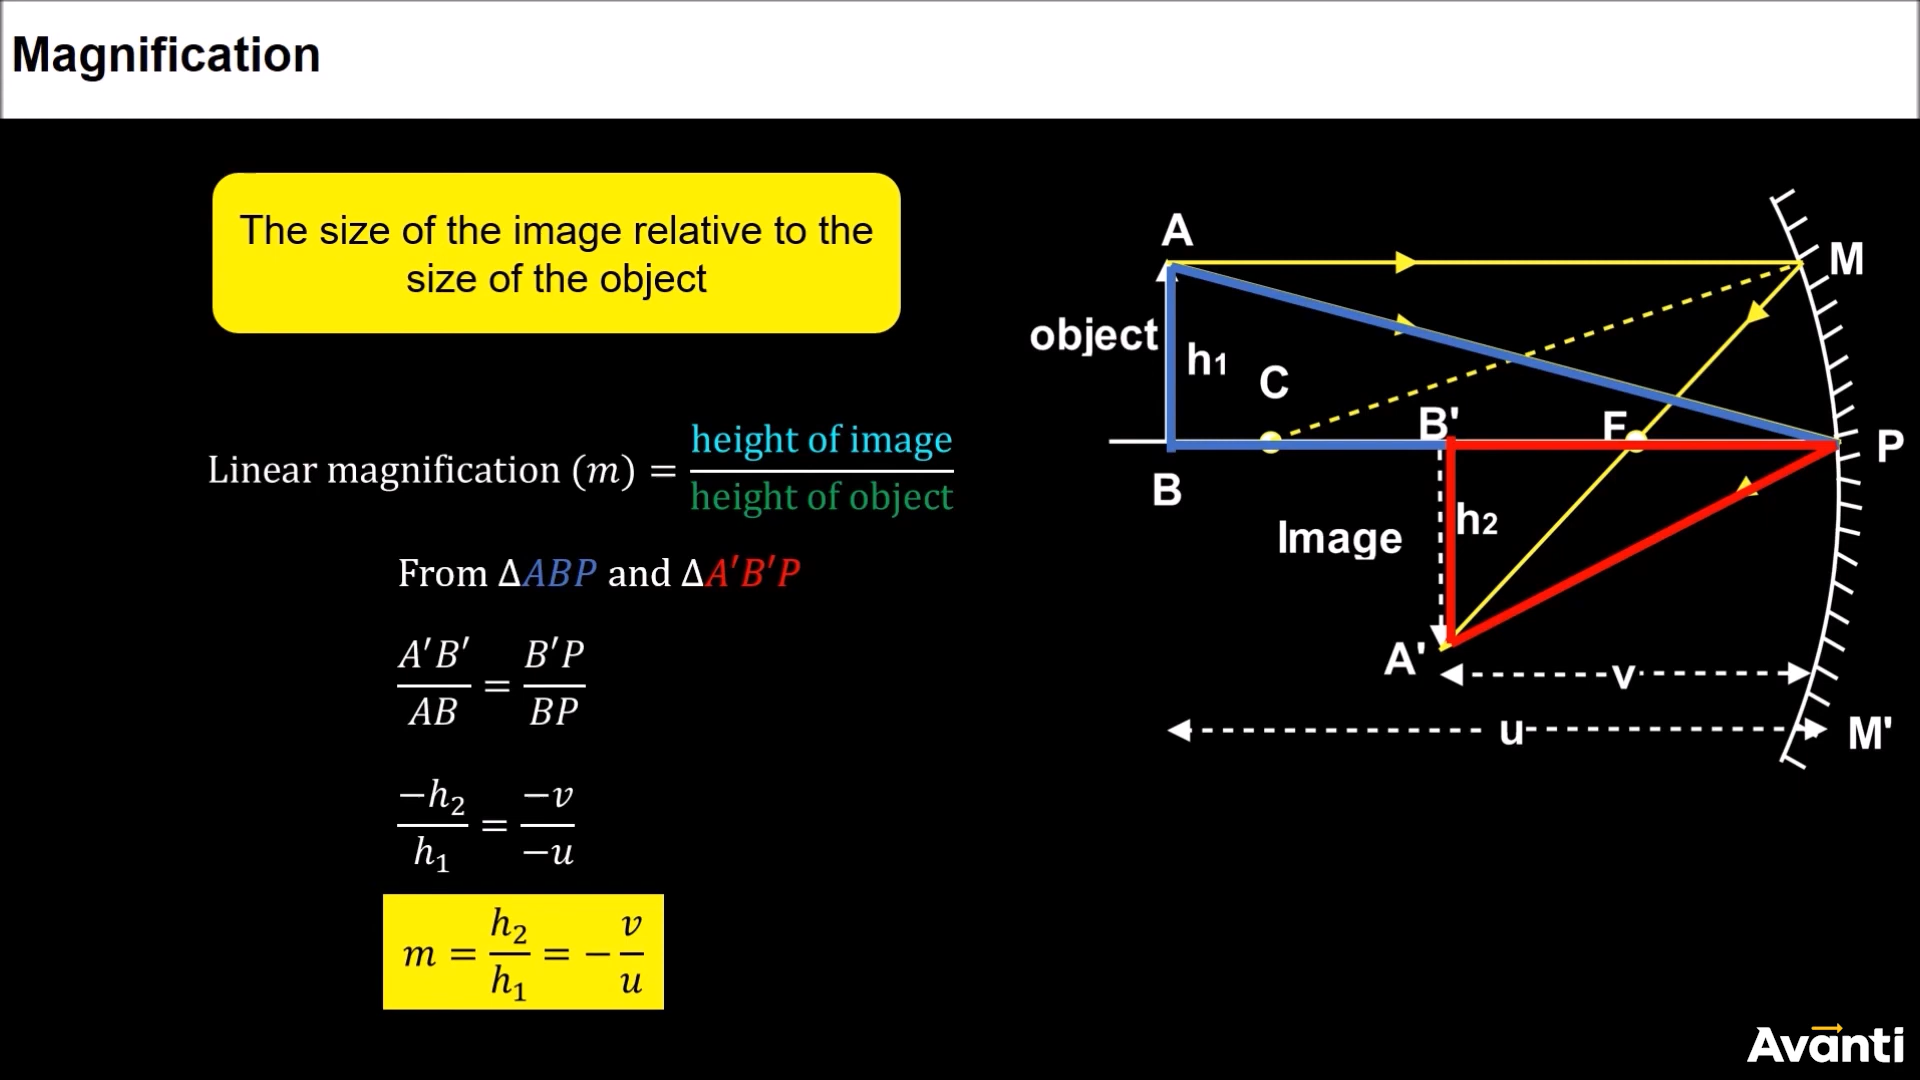 Magnification
The size of the image relative to the
size of the object
Linear magnification (m) = height of image / height of object
From ΔABP and ΔA′B′P
A′B′/AB = B′P/BP
−h₂/h₁ = −v/−u
m = h₂/h₁ = −v/u
A
M
object
h1
C
B'
F
P
B
Image
h2
A'
v
u
M'
Avanti